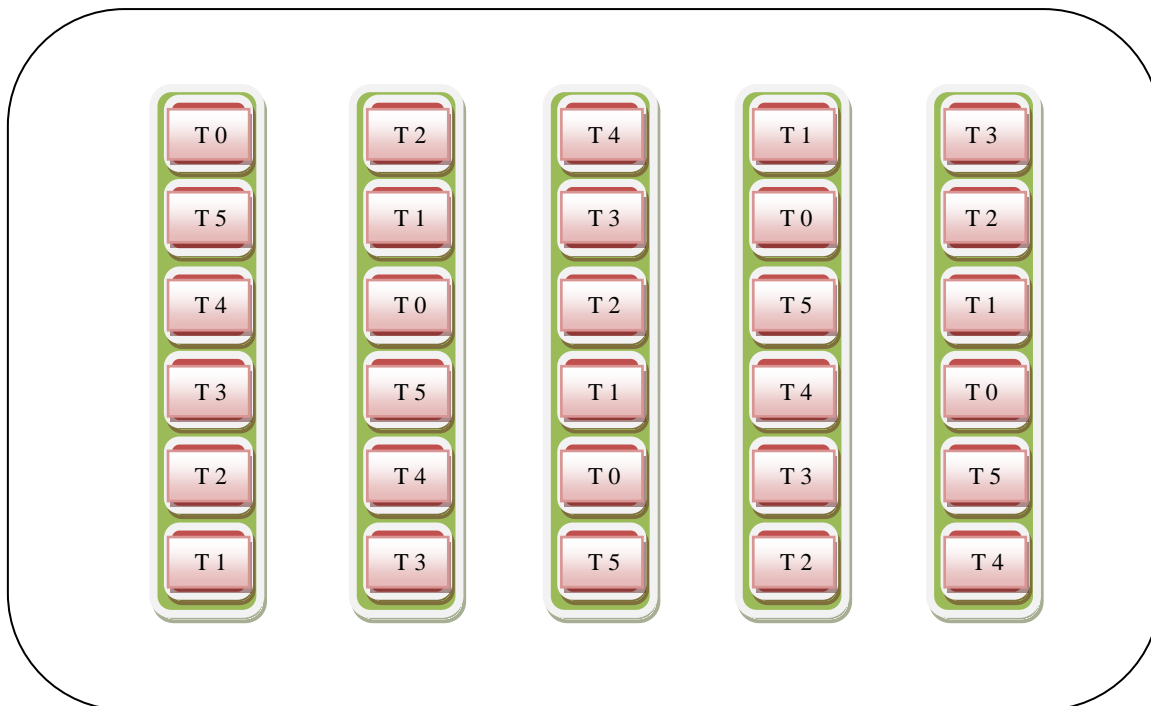 T 0 T 2 T 4 T 1 T 3
T 5 T 1 T 3 T 0 T 2
T 4 T 0 T 2 T 5 T 1
T 3 T 5 T 1 T 4 T 0
T 2 T 4 T 0 T 3 T 5
T 1 T 3 T 5 T 2 T 4